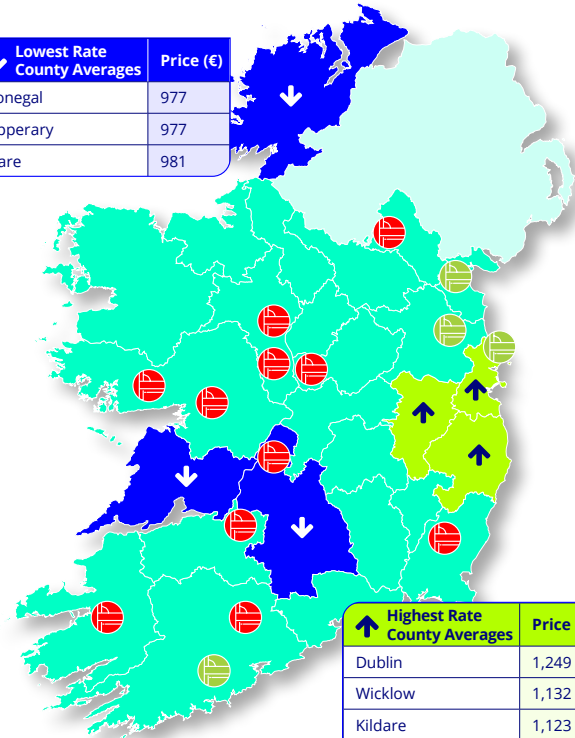 Lowest Rate
County Averages Price (€)
onegal 977
pperary 977
are 981
Highest Rate
County Averages Price
Dublin 1,249
Wicklow 1,132
Kildare 1,123